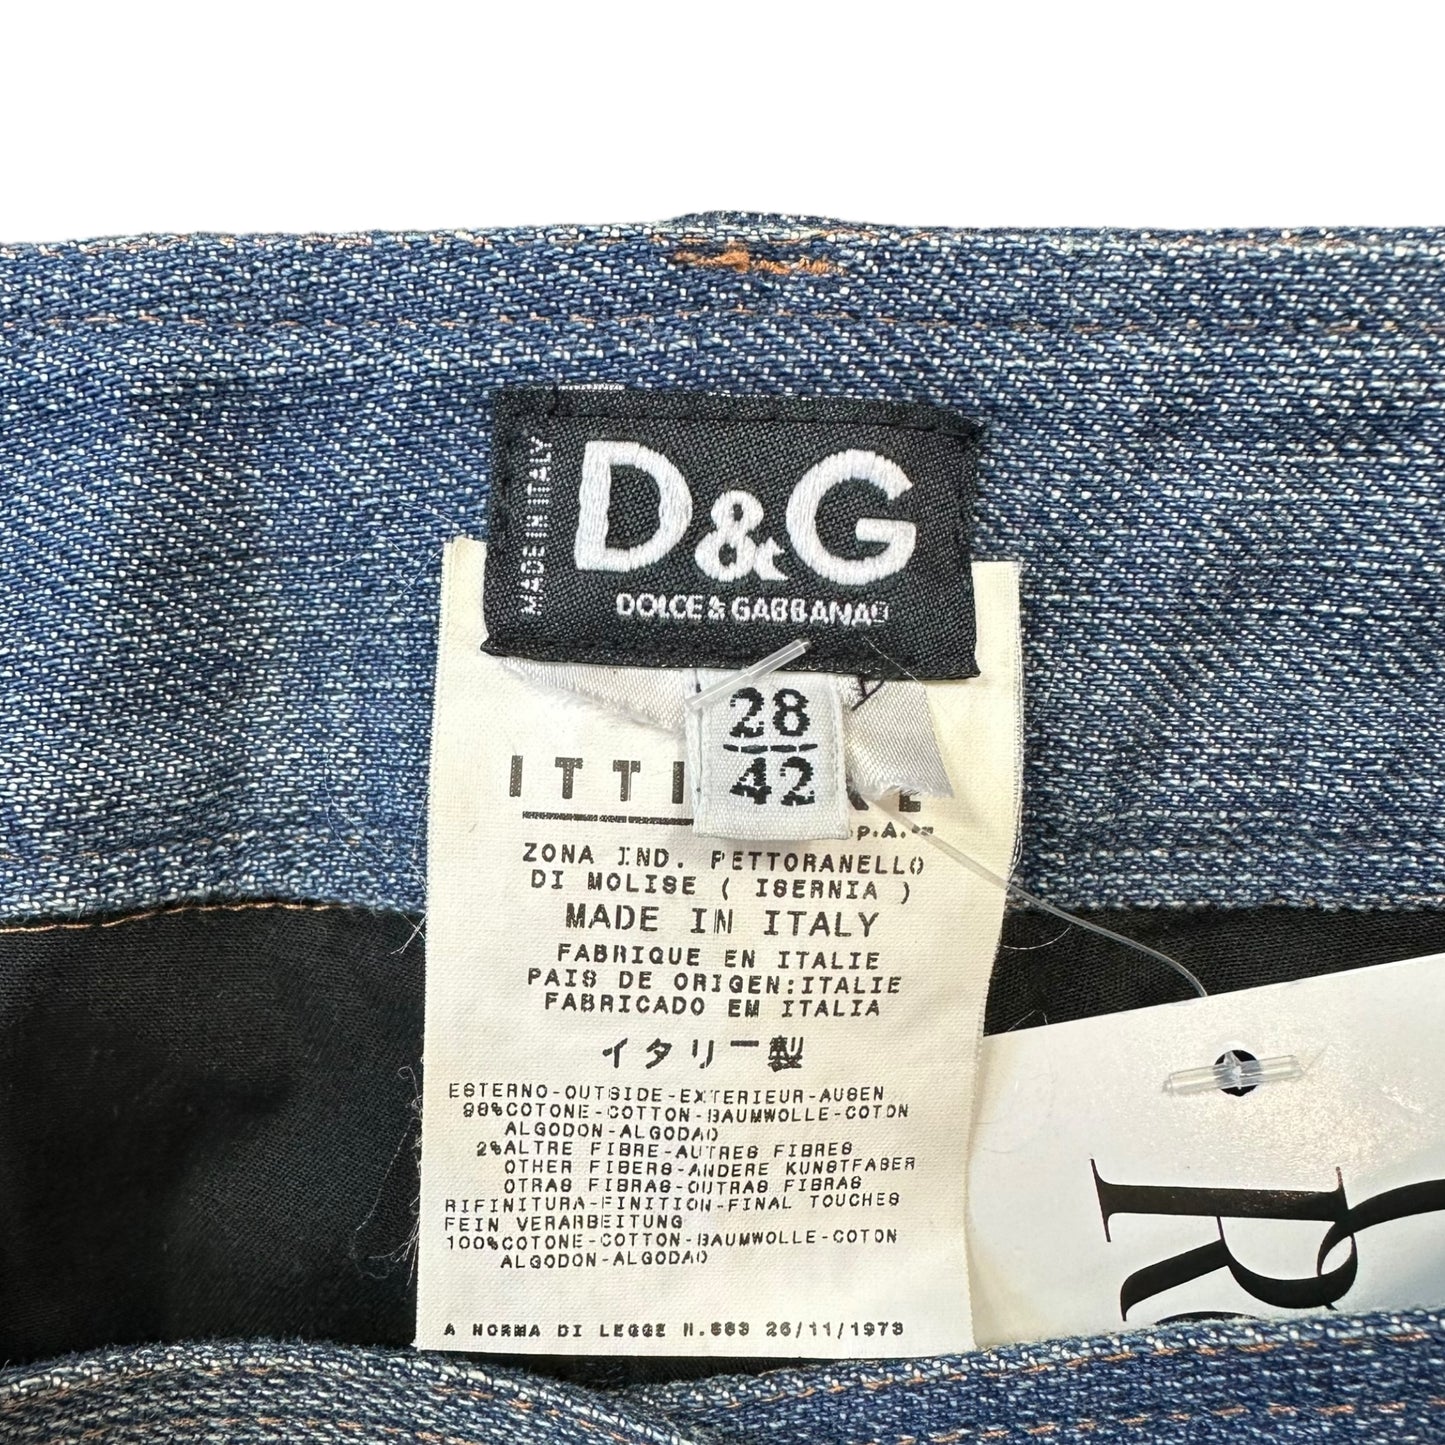 MADE IN ITALY
D&G
DOLCE & GABBANA
28
42
ITTI
p.A.
ZONA IND. PETTORANELLO
DI MOLISE ( ISERNIA )
MADE IN ITALY
FABRIQUE EN ITALIE
PAIS DE ORIGEN:ITALIE
FABRICADO EM ITALIA
イタリー製
ESTERNO-OUTSIDE-EXTERIEUR-AUSEN
98%COTONE-COTTON-BAUMWOLLE-COTON
ALGODON-ALGODAO
2%ALTRE FIBRE-AUTRES FIBRES
OTHER FIBERS-ANDERE KUNSTFASER
OTRAS FIBRAS-OUTRAS FIBRAS
RIFINITURA-FINITION-FINAL TOUCHES
FEIN VERARBEITUNG
100%COTONE-COTTON-BAUMWOLLE-COTON
ALGODON-ALGODAO
A NORMA DI LEGGE N.883 26/11/1973